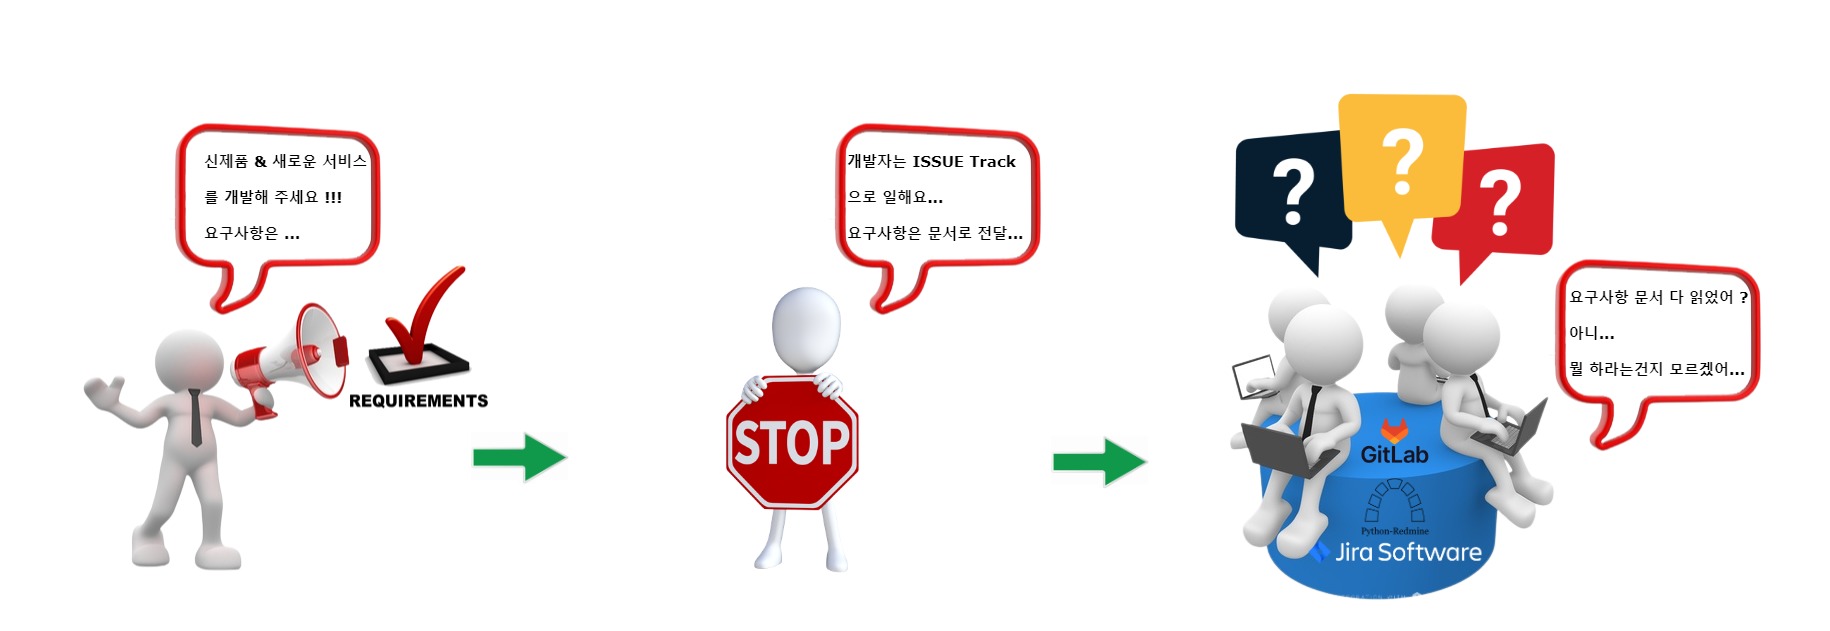 신제품 & 새로운 서비스
를 개발해 주세요 !!!
요구사항은 ...
REQUIREMENTS
개발자는 ISSUE Track
으로 일해요...
요구사항은 문서로 전달...
STOP
?
?
?
요구사항 문서 다 읽었어 ?
아니...
뭘 하라는건지 모르겠어...
GitLab
Python-Redmine
Jira Software